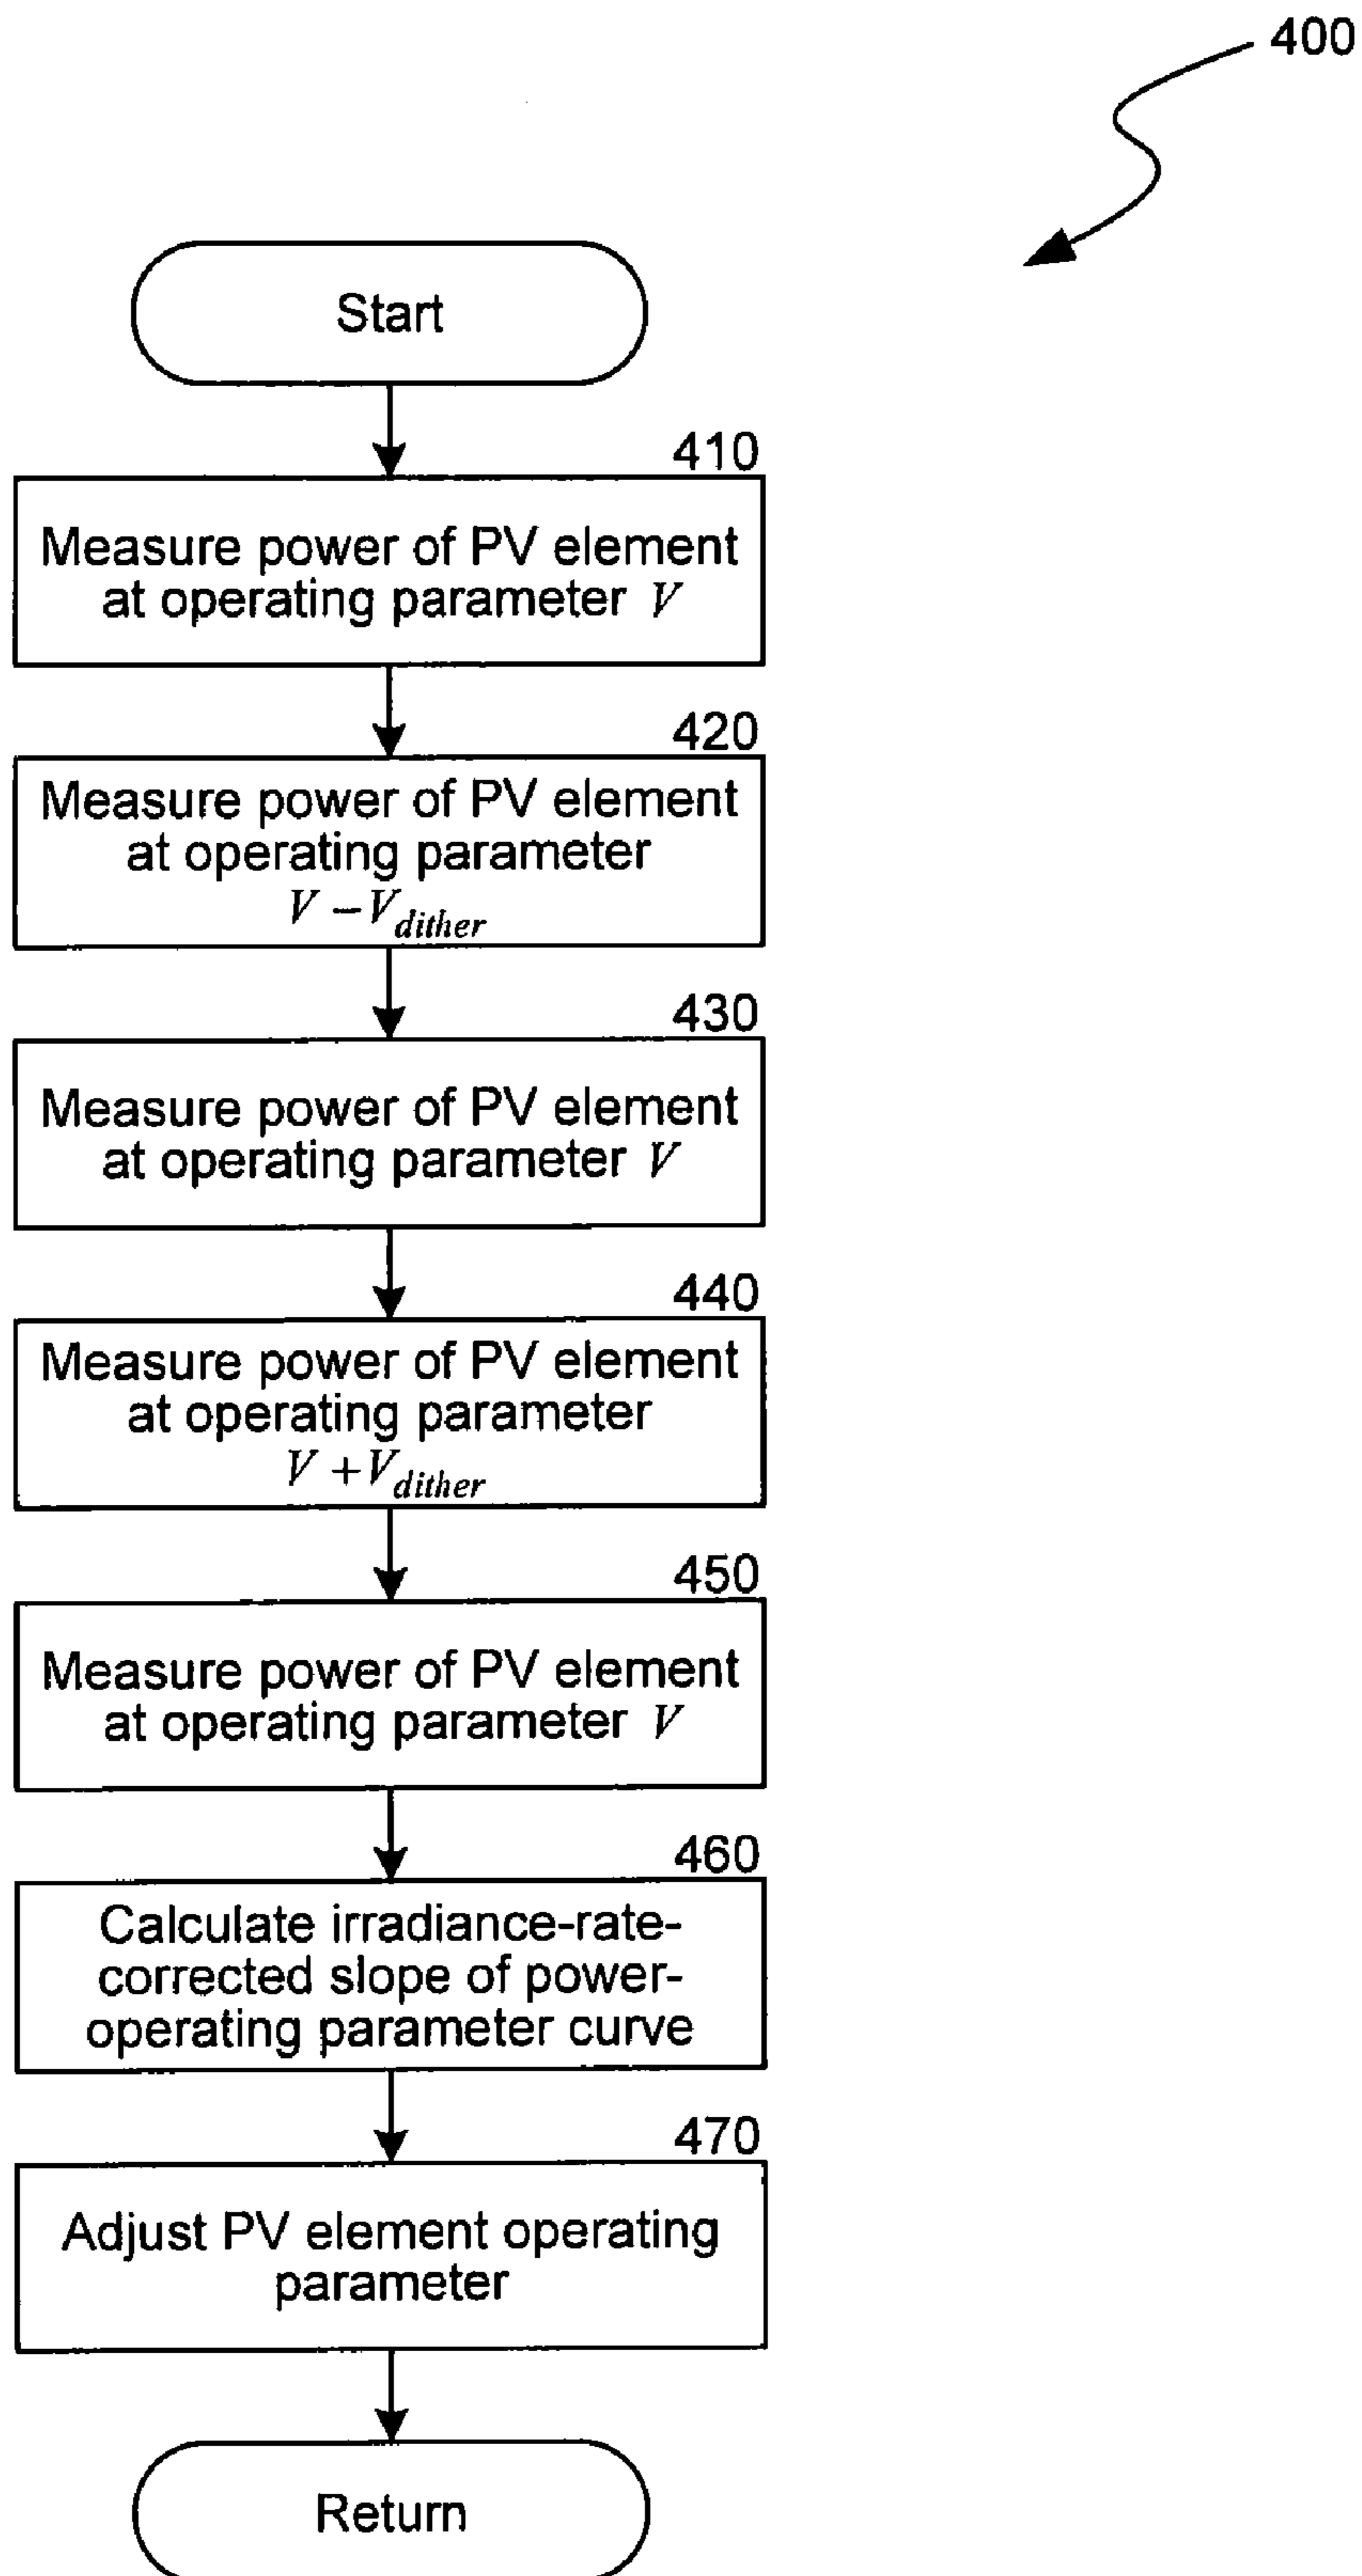 400
Start
410
Measure power of PV element
at operating parameter V
420
Measure power of PV element
at operating parameter
V − V_dither
430
Measure power of PV element
at operating parameter V
440
Measure power of PV element
at operating parameter
V + V_dither
450
Measure power of PV element
at operating parameter V
460
Calculate irradiance-rate-
corrected slope of power-
operating parameter curve
470
Adjust PV element operating
parameter
Return